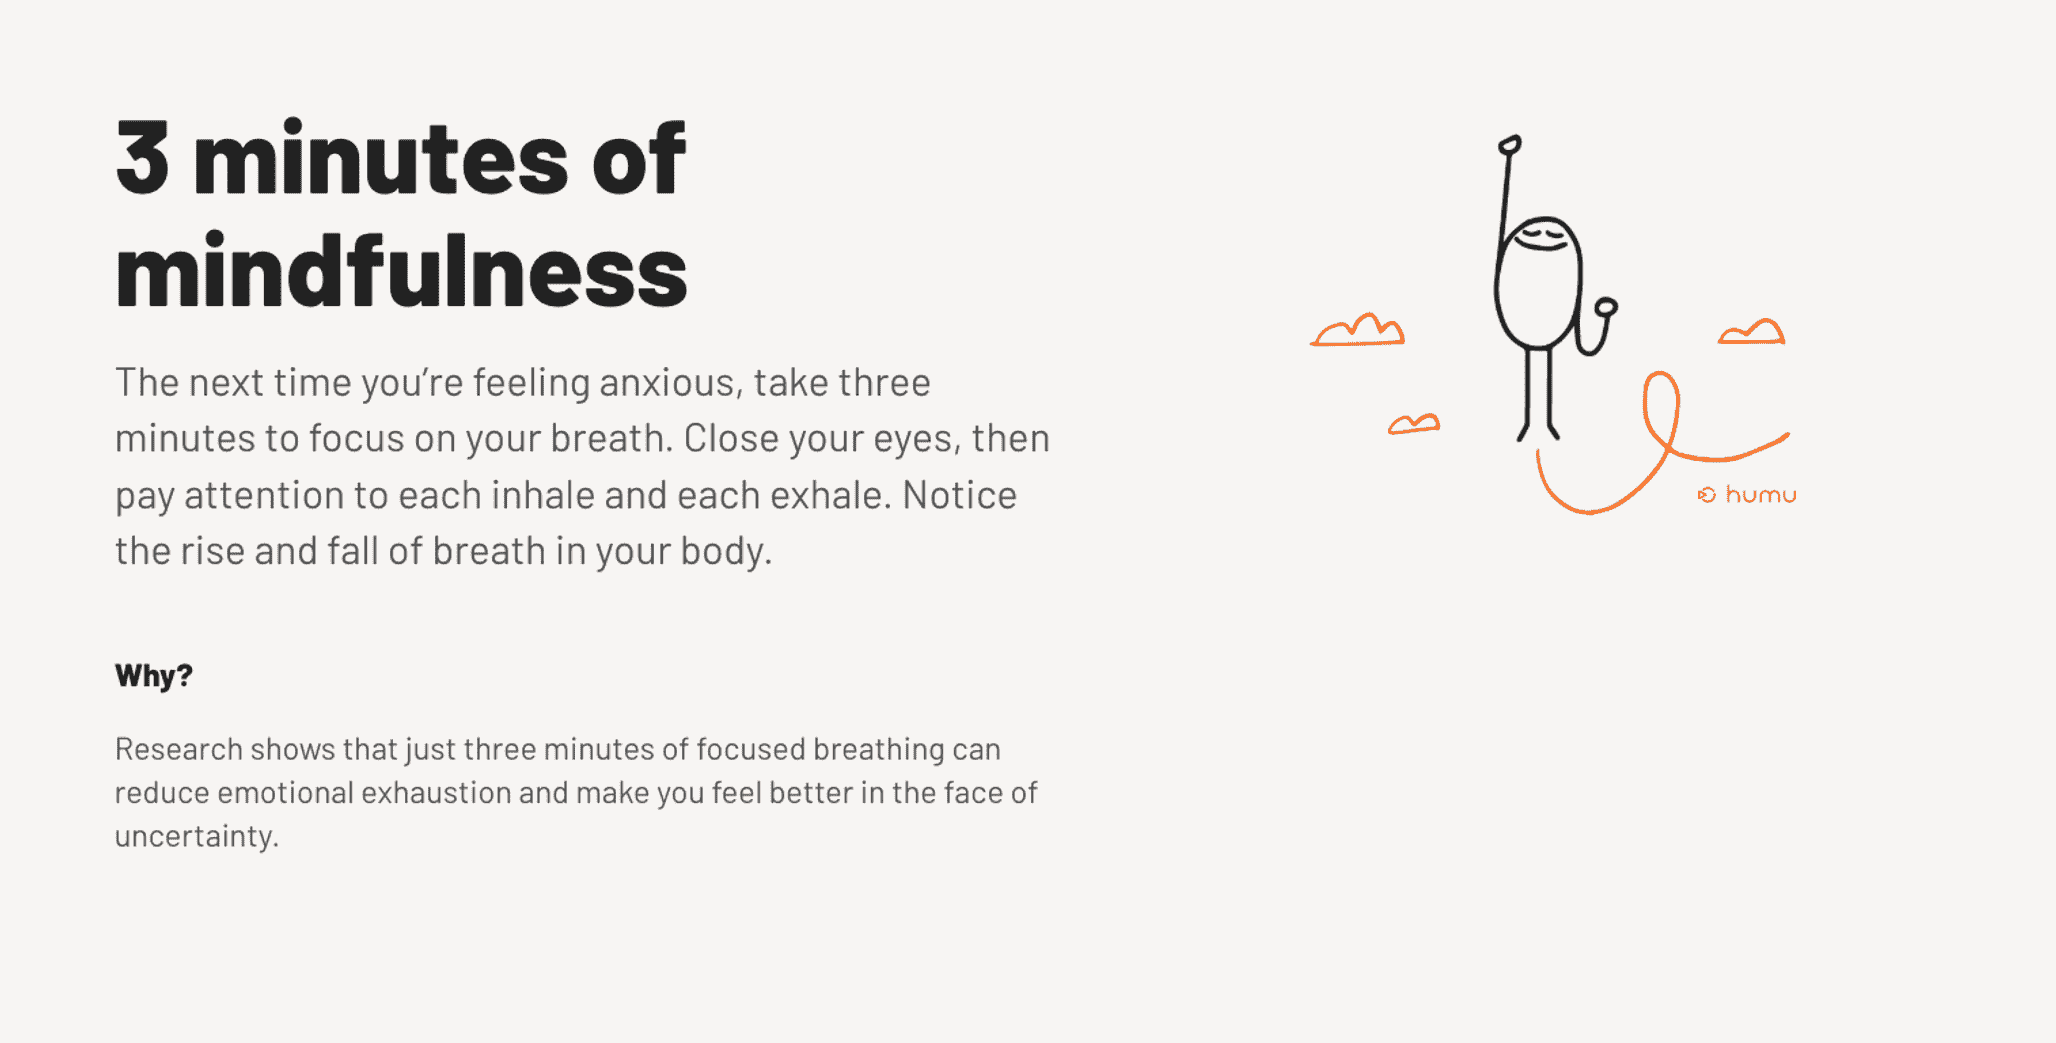 3 minutes of
mindfulness
The next time you’re feeling anxious, take three
minutes to focus on your breath. Close your eyes, then
pay attention to each inhale and each exhale. Notice
the rise and fall of breath in your body.
Why?
Research shows that just three minutes of focused breathing can
reduce emotional exhaustion and make you feel better in the face of
uncertainty.
humu